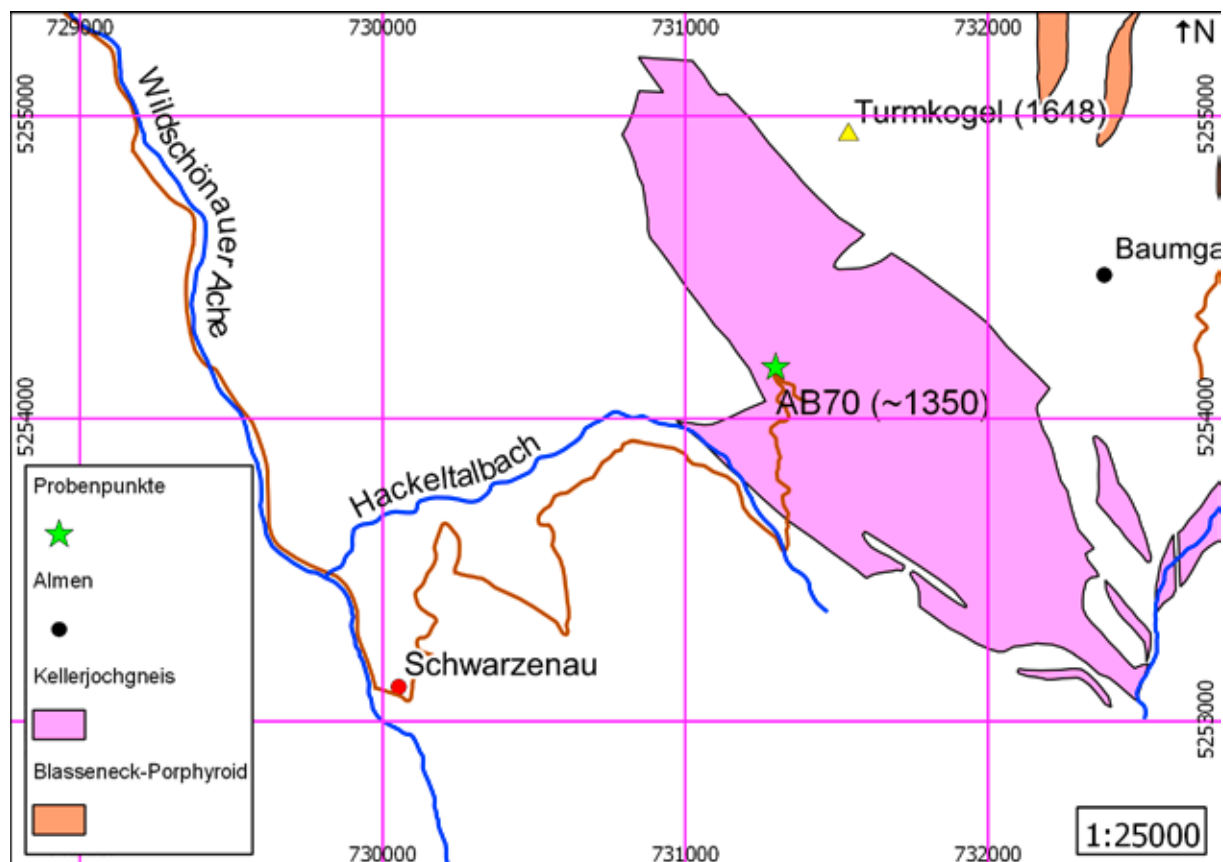 729000
730000
731000
732000
↑N
5255000
5255000
Wildschönauer Ache
Turmkogel (1648)
Baumga
5254000
5254000
AB70 (~1350)
Hackeltalbach
Schwarzenau
Probenpunkte
Almen
Kellerjochgneis
Blasseneck-Porphyroid
5253000
1:25000
730000
731000
732000